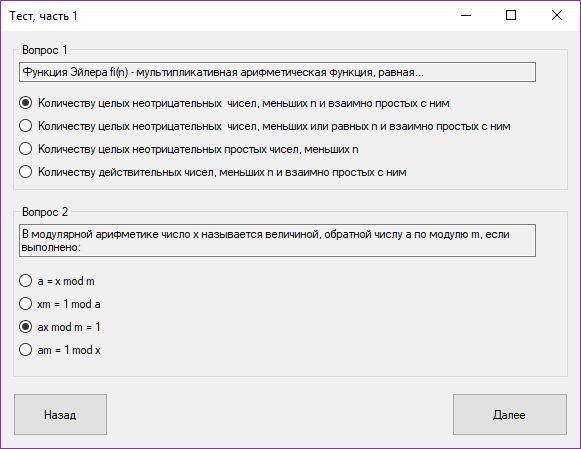 Тест, часть 1
Вопрос 1
Функция Эйлера fi(n) - мультипликативная арифметическая функция, равная...
Количеству целых неотрицательных  чисел, меньших n и взаимно простых с ним
Количеству целых неотрицательных  чисел, меньших или равных n и взаимно простых с ним
Количеству целых неотрицательных простых чисел, меньших n
Количеству действительных чисел, меньших n и взаимно простых с ним
Вопрос 2
В модулярной арифметике число x называется величиной, обратной числу a по модулю m, если
выполнено:
a = x mod m
xm = 1 mod a
ax mod m = 1
am = 1 mod x
Назад
Далее